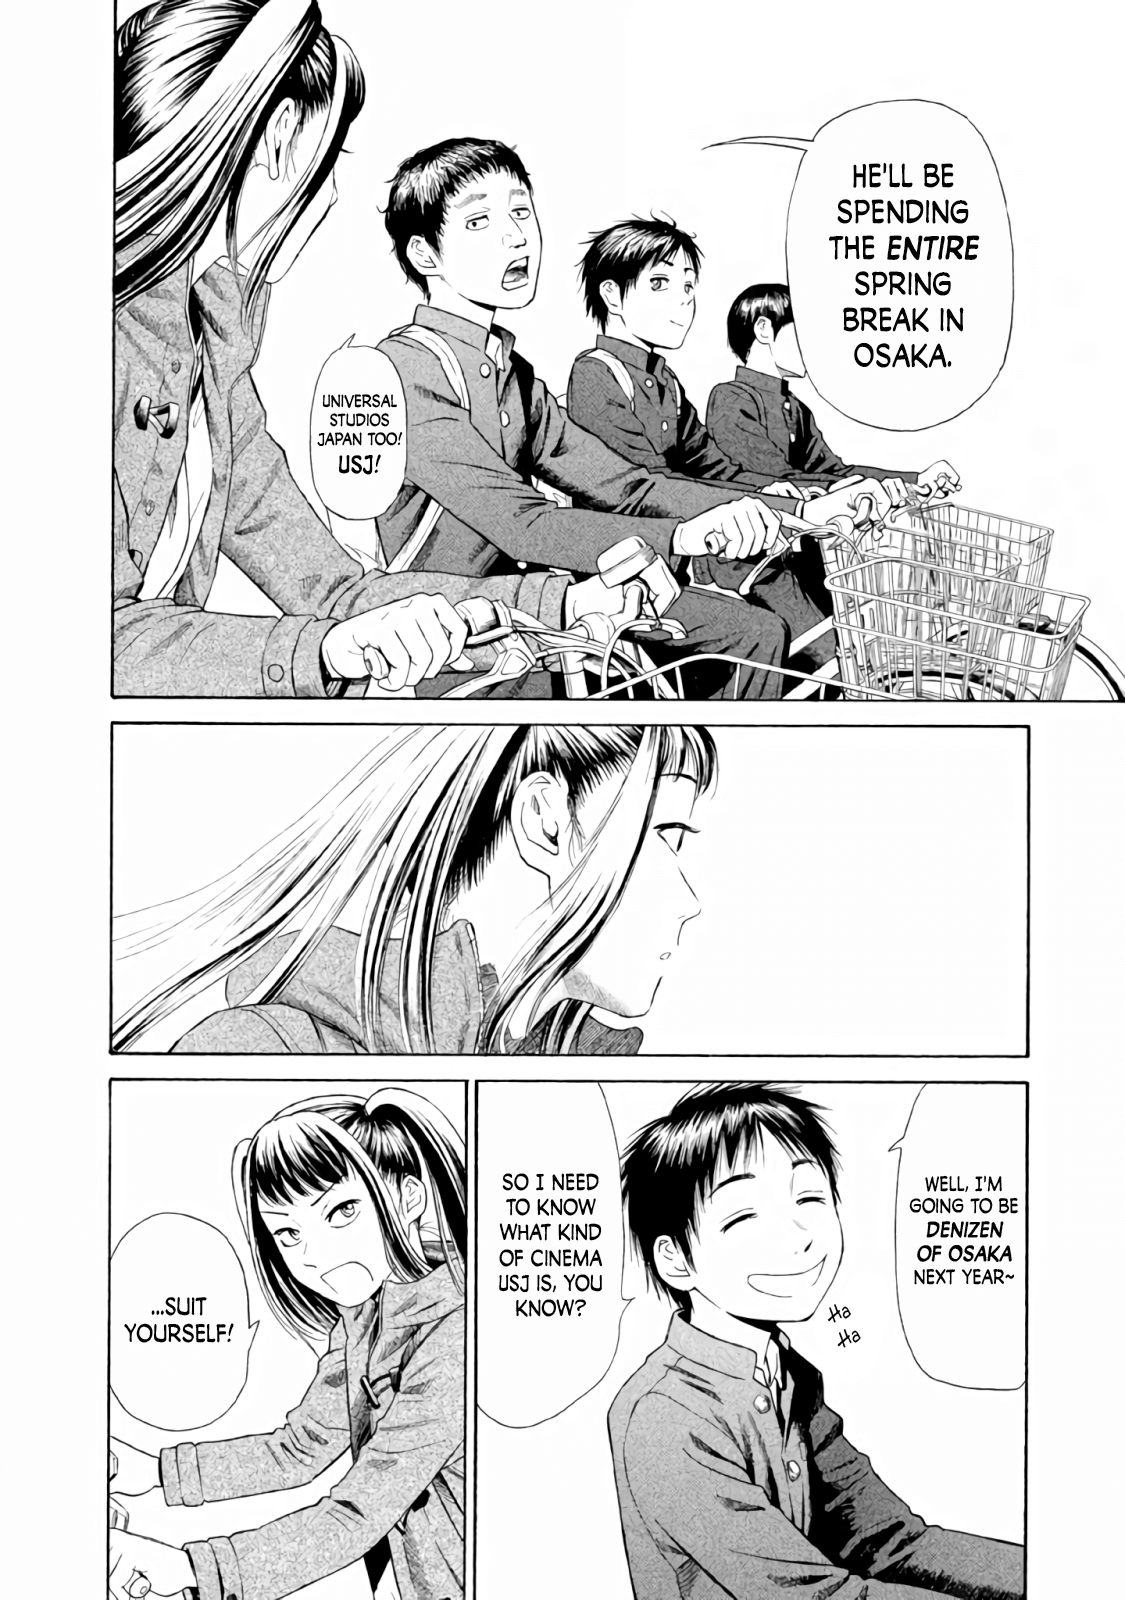 HE'LL BE
SPENDING
THE ENTIRE
SPRING
BREAK IN
OSAKA.
UNIVERSAL
STUDIOS
JAPAN TOO!
USJ!
WELL, I'M
GOING TO BE
DENIZEN
OF OSAKA
NEXT YEAR~
Ha
Ha
SO I NEED
TO KNOW
WHAT KIND
OF CINEMA
USJ IS, YOU
KNOW?
...SUIT
YOURSELF!